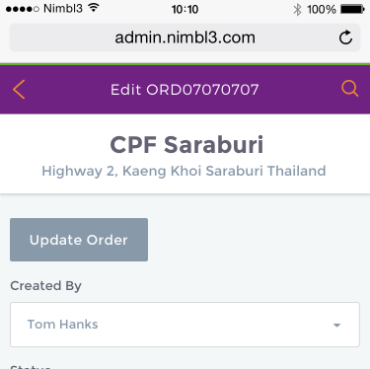 Nimbl3 10:10 100%
admin.nimbl3.com
Edit ORD07070707
CPF Saraburi
Highway 2, Kaeng Khoi Saraburi Thailand
Update Order
Created By
Tom Hanks
Status